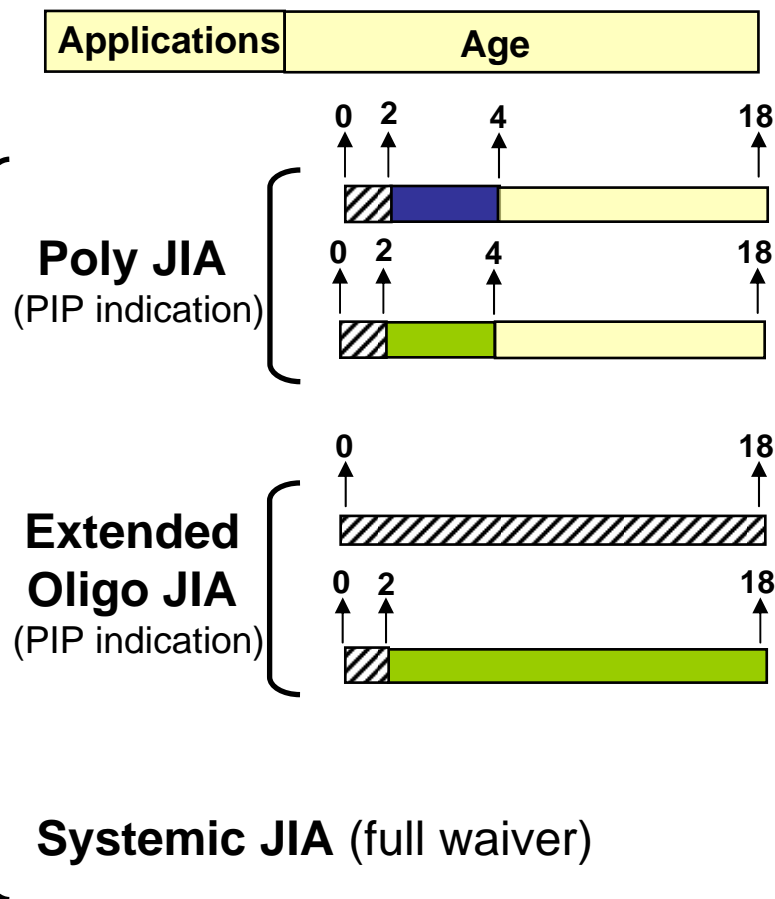 Applications Age
0 2 4 18
Poly JIA
(PIP indication)
0 2 4 18
0 18
Extended
Oligo JIA
(PIP indication)
0 2 18
Systemic JIA (full waiver)